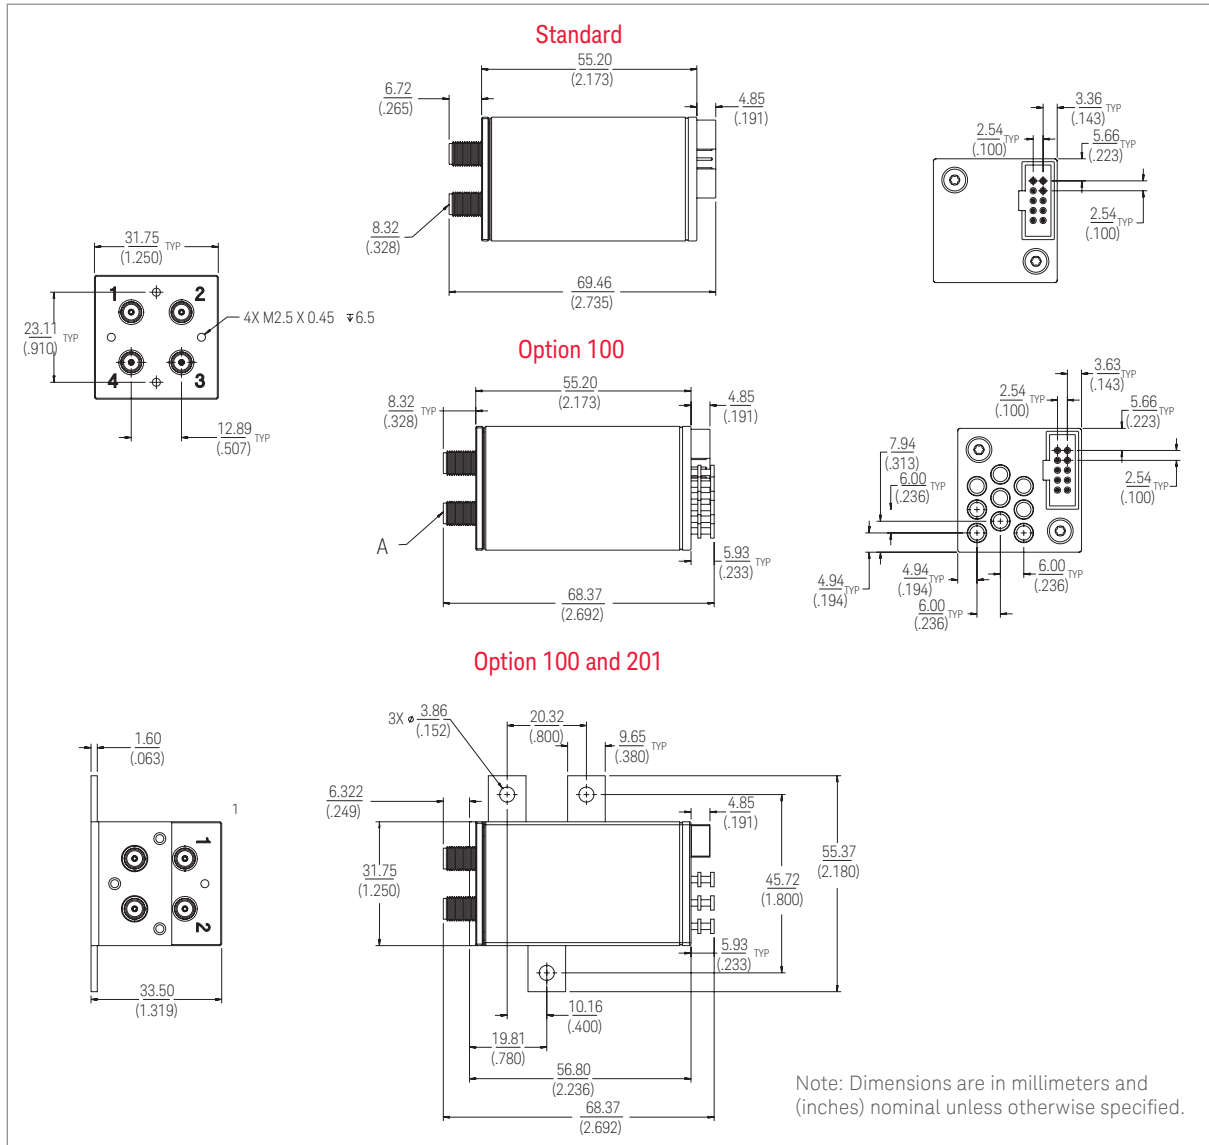 Standard
55.20
(2.173)
6.72
(.265)
4.85
(.191)
8.32
(.328)
69.46
(2.735)
3.36 TYP
(.143)
2.54 TYP
(.100)
5.66 TYP
(.223)
2.54
(.100) TYP
31.75 TYP
(1.250)
1 2
4 3
23.11 TYP
(.910)
4X M2.5 X 0.45 ↧6.5
12.89 TYP
(.507)
Option 100
55.20
(2.173)
8.32 TYP
(.328)
4.85
(.191)
A
5.93 TYP
(.233)
68.37
(2.692)
3.63 TYP
(.143)
2.54 TYP
(.100)
5.66 TYP
(.223)
7.94
(.313)
6.00 TYP
(.236)
2.54 TYP
(.100)
4.94 TYP
(.194)
4.94 TYP
(.194)
6.00 TYP
(.236)
6.00 TYP
(.236)
Option 100 and 201
1.60
(.063)
1
1
2
33.50
(1.319)
3X ⌀ 3.86
(.152)
20.32
(.800)
9.65 TYP
(.380)
6.322
(.249)
4.85
(.191)
31.75
(1.250)
55.37
(2.180)
45.72
(1.800)
5.93 TYP
(.233)
10.16
(.400)
19.81
(.780)
56.80
(2.236)
68.37
(2.692)
Note: Dimensions are in millimeters and
(inches) nominal unless otherwise specified.